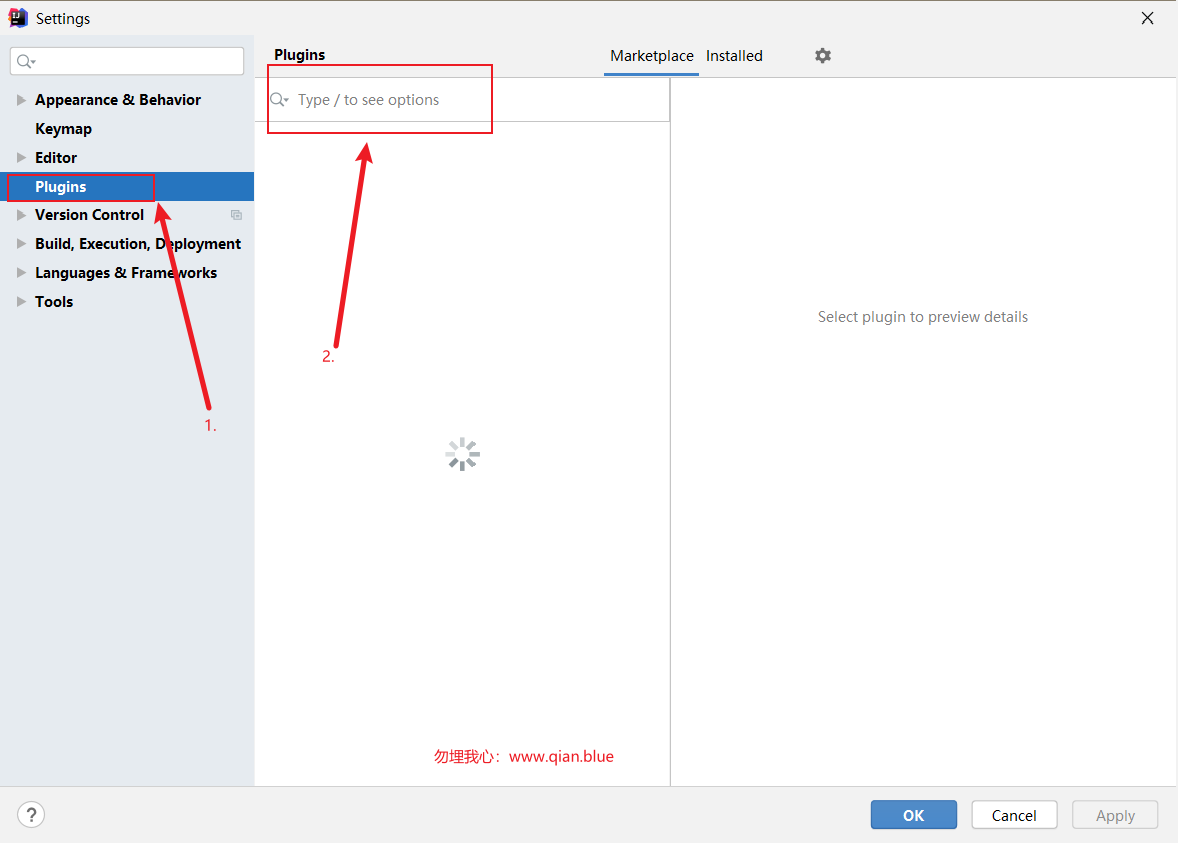 Settings
Plugins
Marketplace
Installed
Type / to see options
Appearance & Behavior
Keymap
Editor
Plugins
Version Control
Build, Execution, Deployment
Languages & Frameworks
Tools
1.
2.
Select plugin to preview details
勿埋我心：www.qian.blue
?
OK
Cancel
Apply